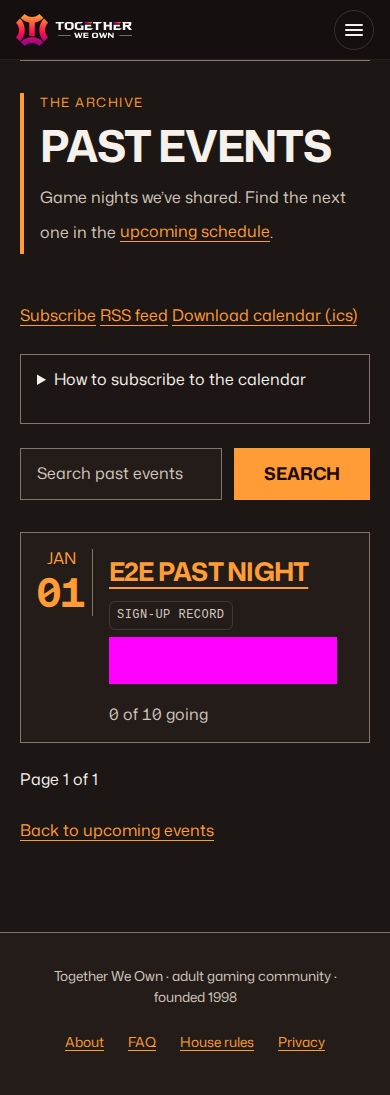 TOGETHER
WE OWN
THE ARCHIVE
PAST EVENTS
Game nights we've shared. Find the next
one in the upcoming schedule.
Subscribe RSS feed Download calendar (.ics)
How to subscribe to the calendar
Search past events
SEARCH
JAN
01
E2E PAST NIGHT
SIGN-UP RECORD
0 of 10 going
Page 1 of 1
Back to upcoming events
Together We Own · adult gaming community ·
founded 1998
About FAQ House rules Privacy